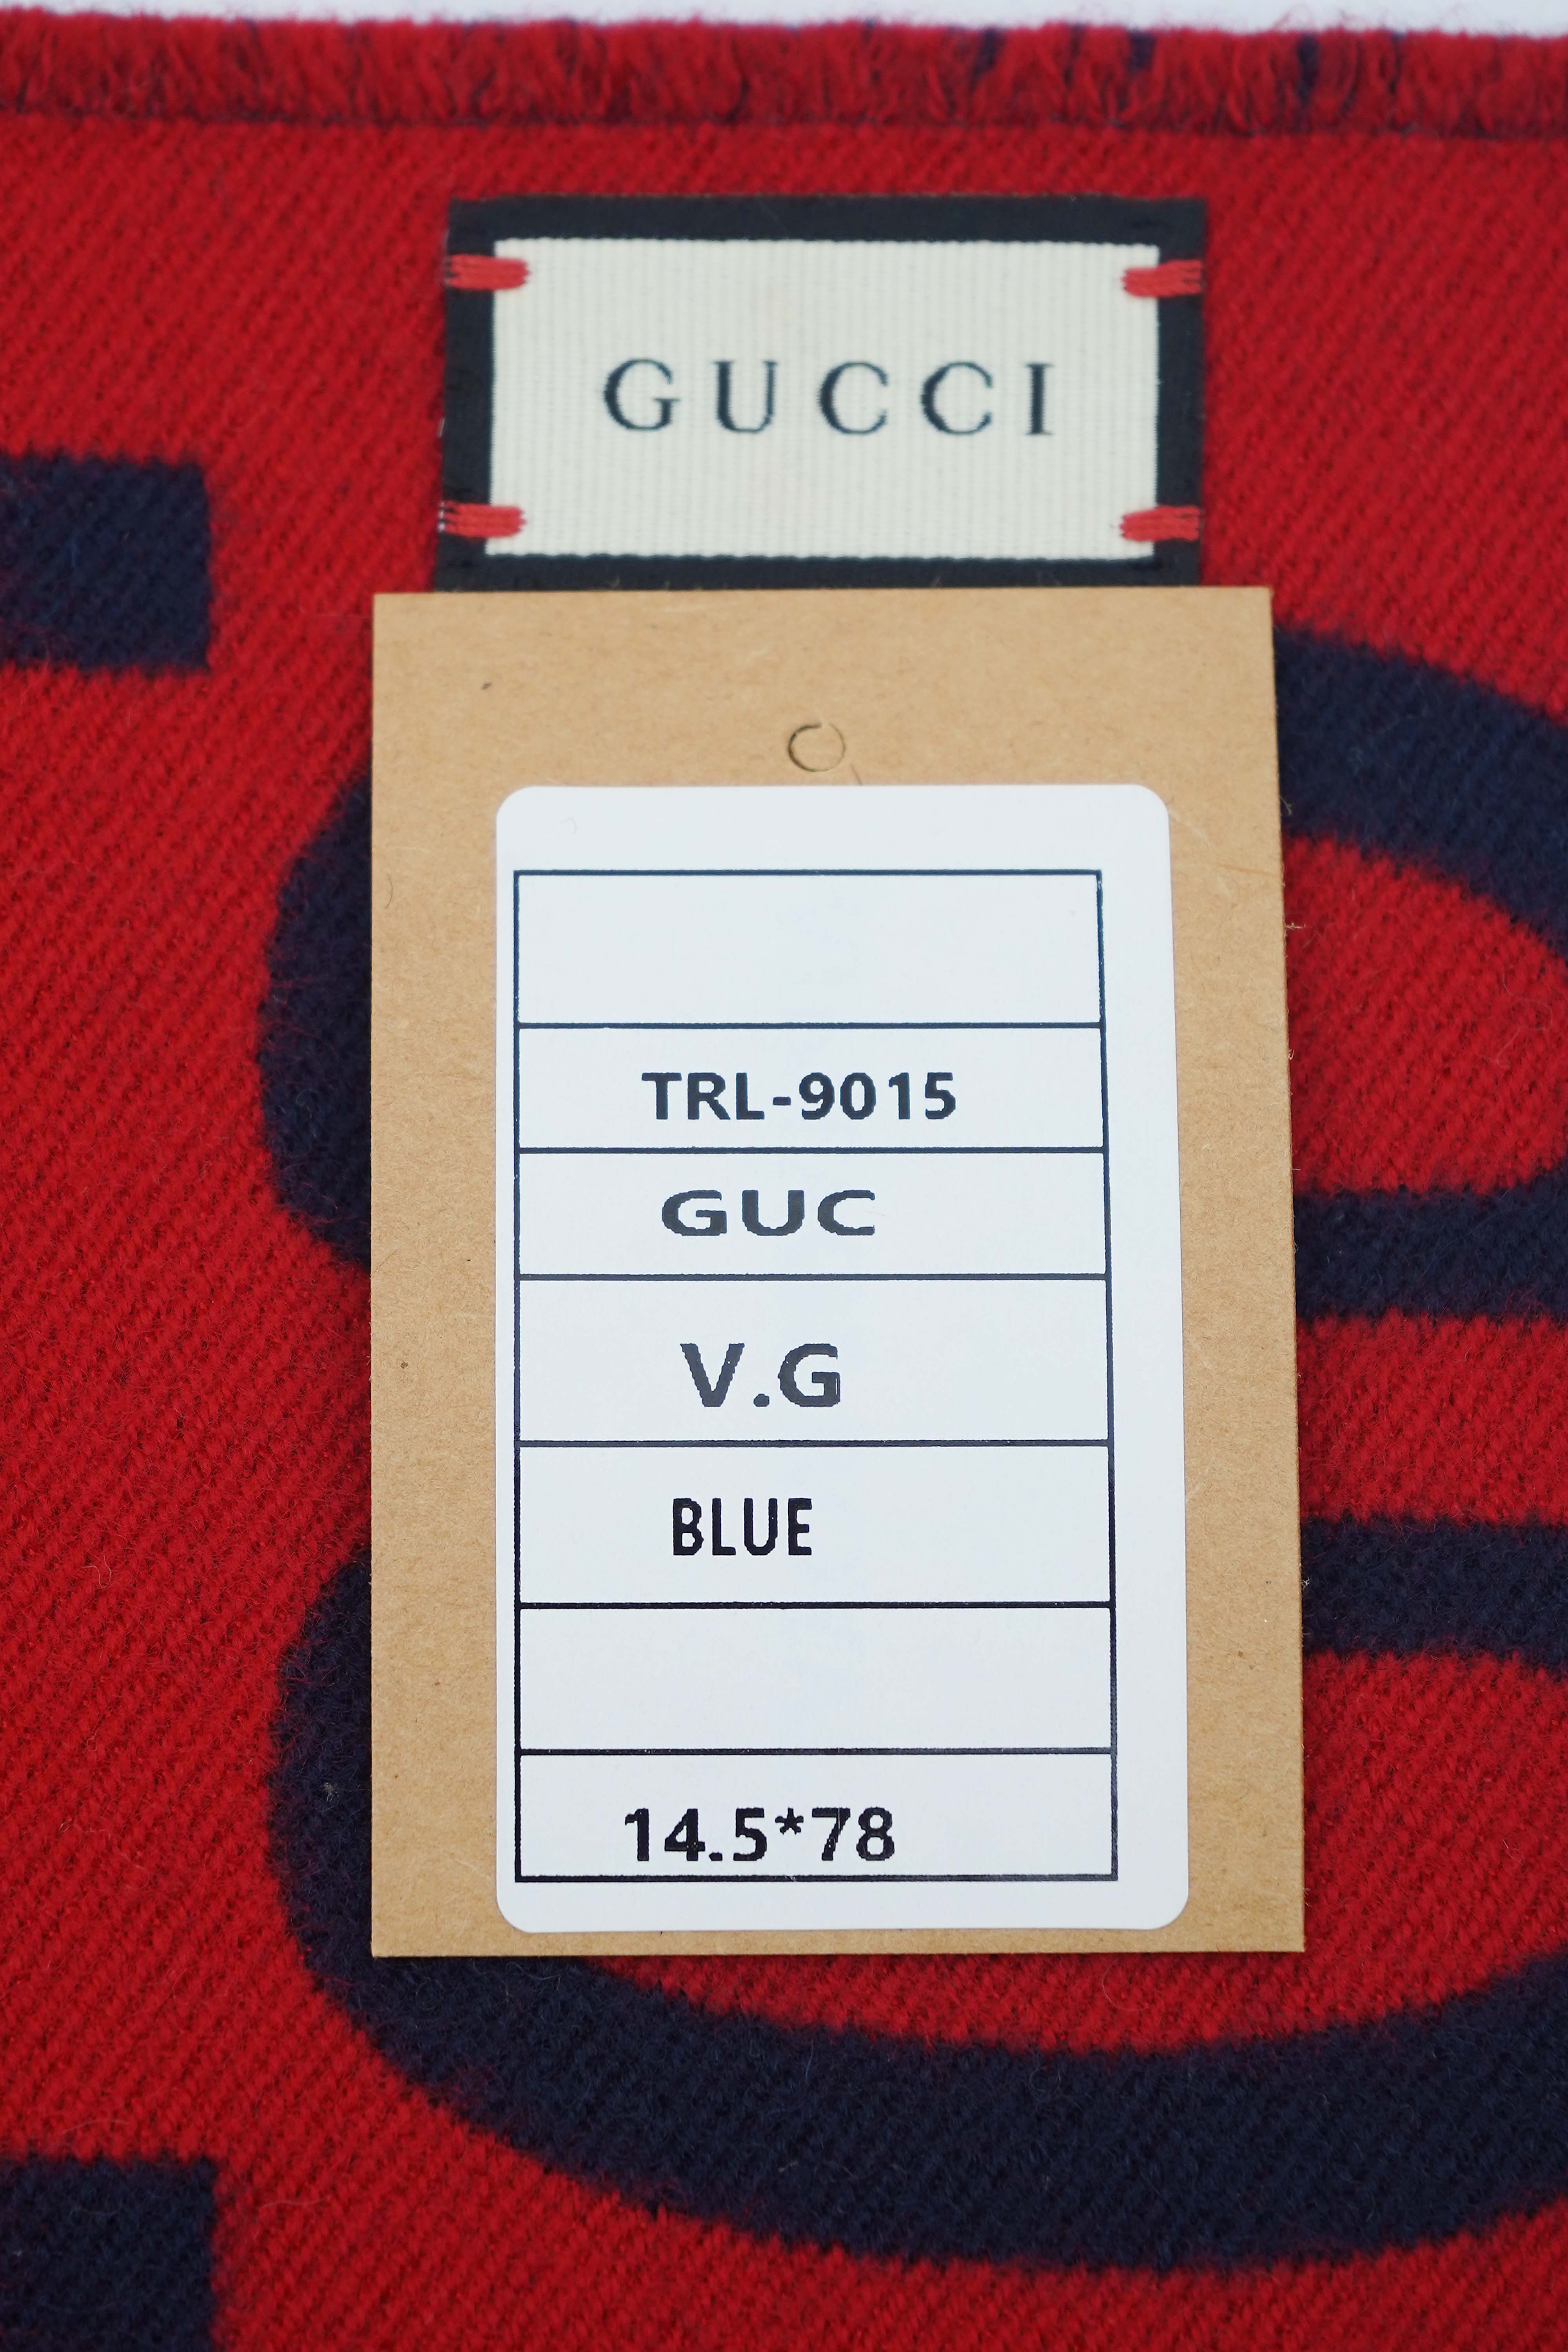 GUCCI
TRL-9015
GUC
V.G
BLUE
14.5*78